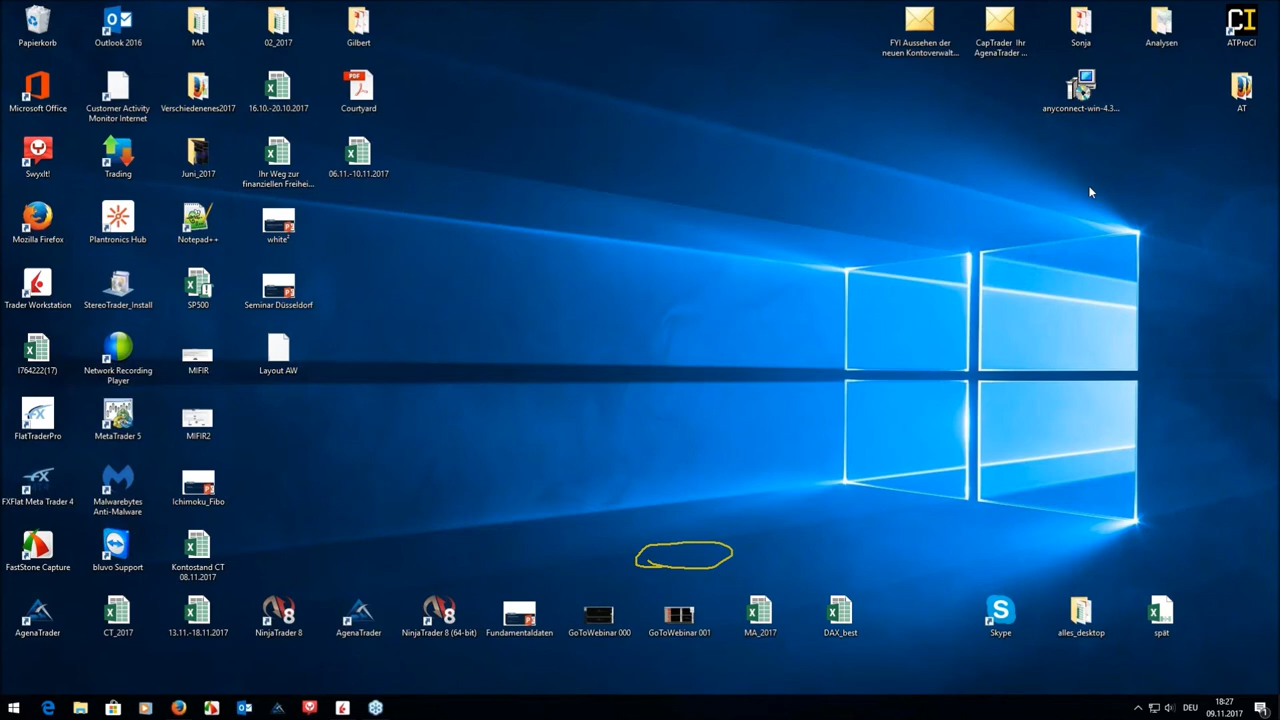 Papierkorb
Outlook 2016
MA
02_2017
Gilbert
FYI Aussehen der
neuen Kontoverwalt...
CapTrader Ihr
AgenaTrader ...
Sonja
Analysen
CI
ATProCI
Microsoft Office
Customer Activity
Monitor Internet
Verschiedenenes2017
16.10.-20.10.2017
PDF
Courtyard
anyconnect-win-4.3...
AT
SwyxIt!
Trading
Juni_2017
Ihr Weg zur
finanziellen Freihei...
06.11.-10.11.2017
Mozilla Firefox
Plantronics Hub
Notepad++
white²
Trader Workstation
StereoTrader_Install
SP500
Seminar Düsseldorf
I764222(17)
Network Recording
Player
MIFIR
Layout AW
FlatTraderPro
MetaTrader 5
MIFIR2
FXFlat Meta Trader 4
Malwarebytes
Anti-Malware
Ichimoku_Fibo
FastStone Capture
bluvo Support
Kontostand CT
08.11.2017
AgenaTrader
CT_2017
13.11.-18.11.2017
NinjaTrader 8
AgenaTrader
NinjaTrader 8 (64-bit)
Fundamentaldaten
GoToWebinar 000
GoToWebinar 001
MA_2017
DAX_best
Skype
alles_desktop
spät
DEU
18:27
09.11.2017